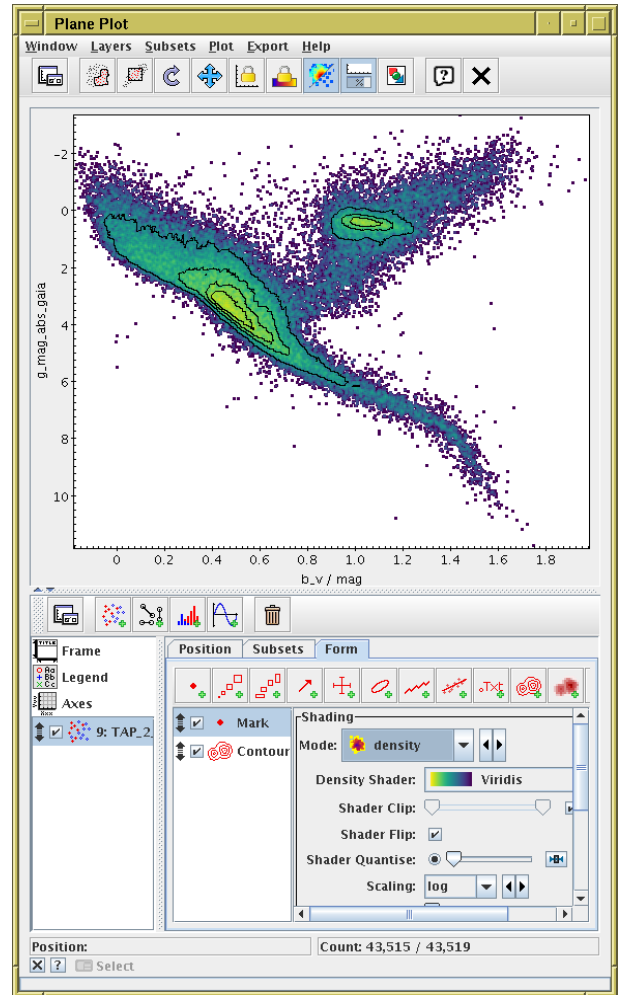 Plane Plot
Window Layers Subsets Plot Export Help
%
?
-2
0
2
4
6
8
10
g_mag_abs_gaia
0 0.2 0.4 0.6 0.8 1.0 1.2 1.4 1.6 1.8
b_v / mag
Frame
Legend
Axes
9: TAP_2_
Position Subsets Form
Mark
Contour
Shading
Mode: density
Density Shader: Viridis
Shader Clip:
Shader Flip:
Shader Quantise:
Scaling: log
Position: Count: 43,515 / 43,519
? Select